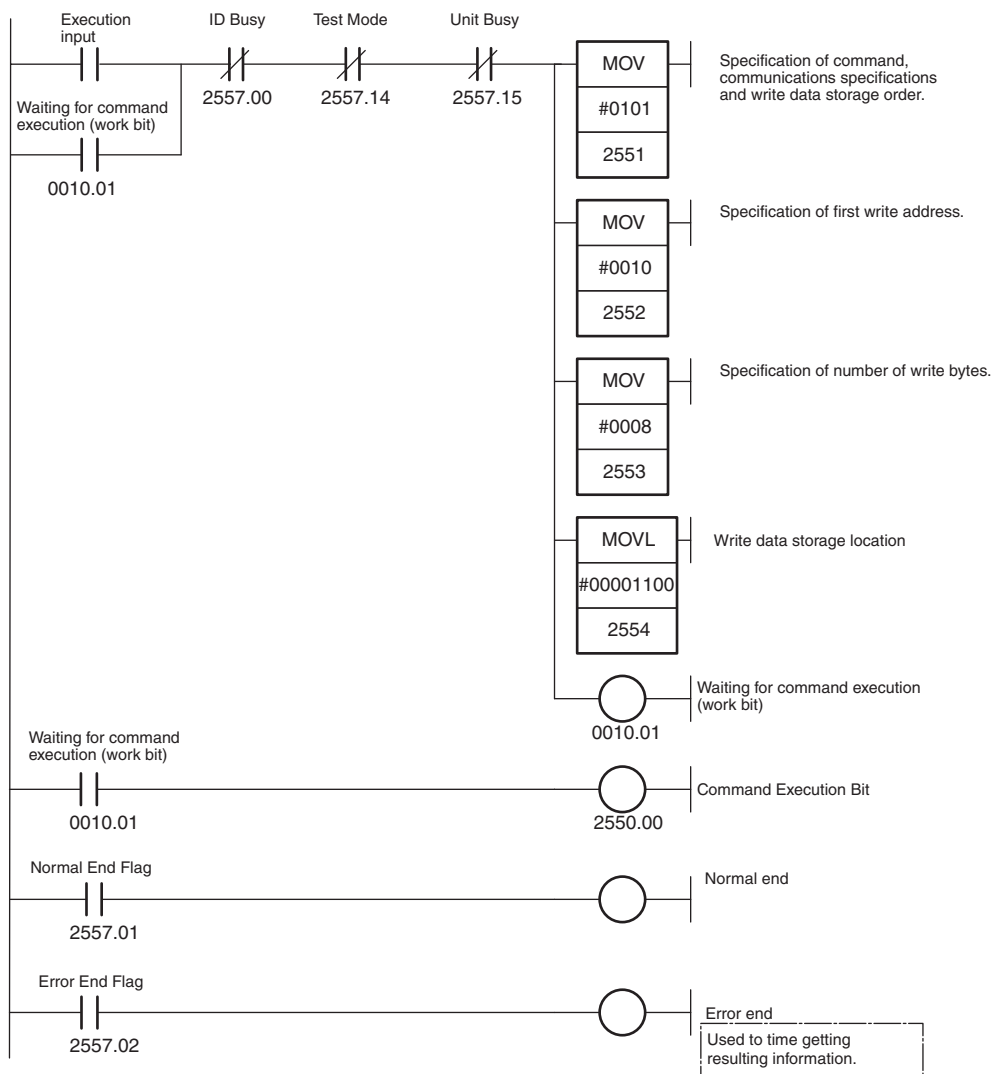 Execution
input
ID Busy
Test Mode
Unit Busy
2557.00
2557.14
2557.15
Waiting for command
execution (work bit)
0010.01
MOV
#0101
2551
Specification of command,
communications specifications
and write data storage order.
MOV
#0010
2552
Specification of first write address.
MOV
#0008
2553
Specification of number of write bytes.
MOVL
#00001100
2554
Write data storage location
Waiting for command execution
(work bit)
0010.01
Waiting for command
execution (work bit)
0010.01
2550.00
Command Execution Bit
Normal End Flag
2557.01
Normal end
Error End Flag
2557.02
Error end
Used to time getting
resulting information.